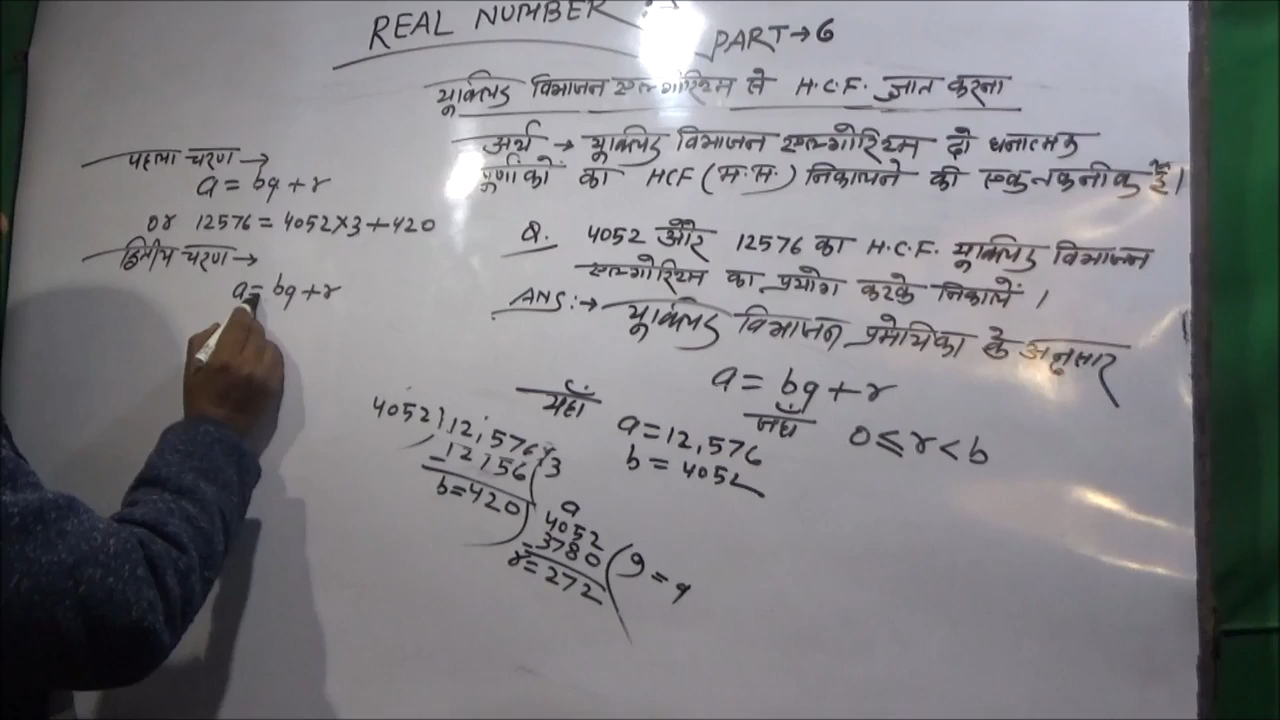 REAL NUMBER :→
PART→6
यूक्लिड विभाजन एल्गोरिथ्म से H.C.F. ज्ञात करना
अर्थ → यूक्लिड विभाजन एल्गोरिथ्म दो धनात्मक
पूर्णांकों का HCF (म.स.) निकालने की एक तकनीक है।
Q. 4052 और 12576 का H.C.F. यूक्लिड विभाजन
एल्गोरिथ्म का प्रयोग करके निकालें।
ANS:→ यूक्लिड विभाजन प्रमेयिका के अनुसार
a = bq + r
यहाँ
जहाँ
0 ≤ r < b
a = 12,576
b = 4052
4052)12,576(3
-12156
b=420)
a
4052(9 = q
-3780
r=272
पहला चरण →
a = bq + r
or 12576 = 4052×3+420
द्वितीय चरण →
a = bq + r